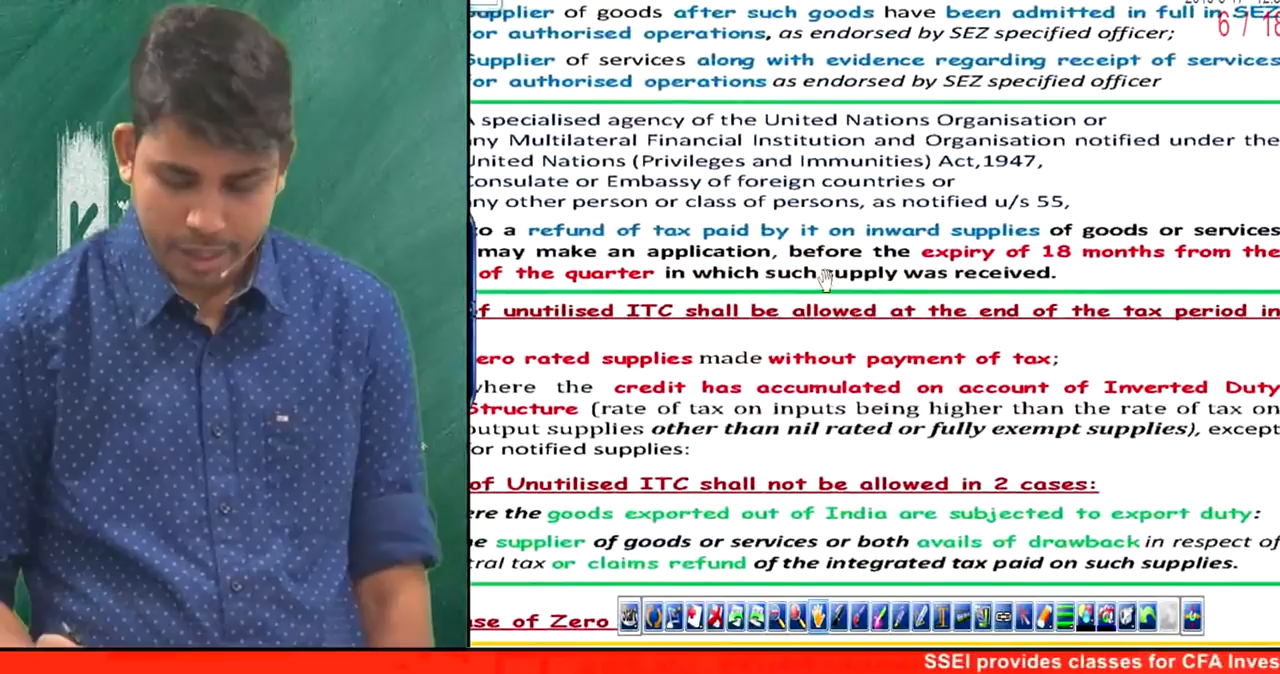 supplier of goods after such goods have been admitted in full in SEZ
or authorised operations, as endorsed by SEZ specified officer;
6 / 18
Supplier of services along with evidence regarding receipt of services
or authorised operations as endorsed by SEZ specified officer
specialised agency of the United Nations Organisation or
ny Multilateral Financial Institution and Organisation notified under the
United Nations (Privileges and Immunities) Act,1947,
Consulate or Embassy of foreign countries or
ny other person or class of persons, as notified u/s 55,
to a refund of tax paid by it on inward supplies of goods or services
may make an application, before the expiry of 18 months from the
of the quarter in which such supply was received.
f unutilised ITC shall be allowed at the end of the tax period in
ero rated supplies made without payment of tax;
where the credit has accumulated on account of Inverted Duty
Structure (rate of tax on inputs being higher than the rate of tax on
output supplies other than nil rated or fully exempt supplies), except
or notified supplies:
of Unutilised ITC shall not be allowed in 2 cases:
ere the goods exported out of India are subjected to export duty:
e supplier of goods or services or both avails of drawback in respect of
tral tax or claims refund of the integrated tax paid on such supplies.
se of Zero
SSEI provides classes for CFA Inves